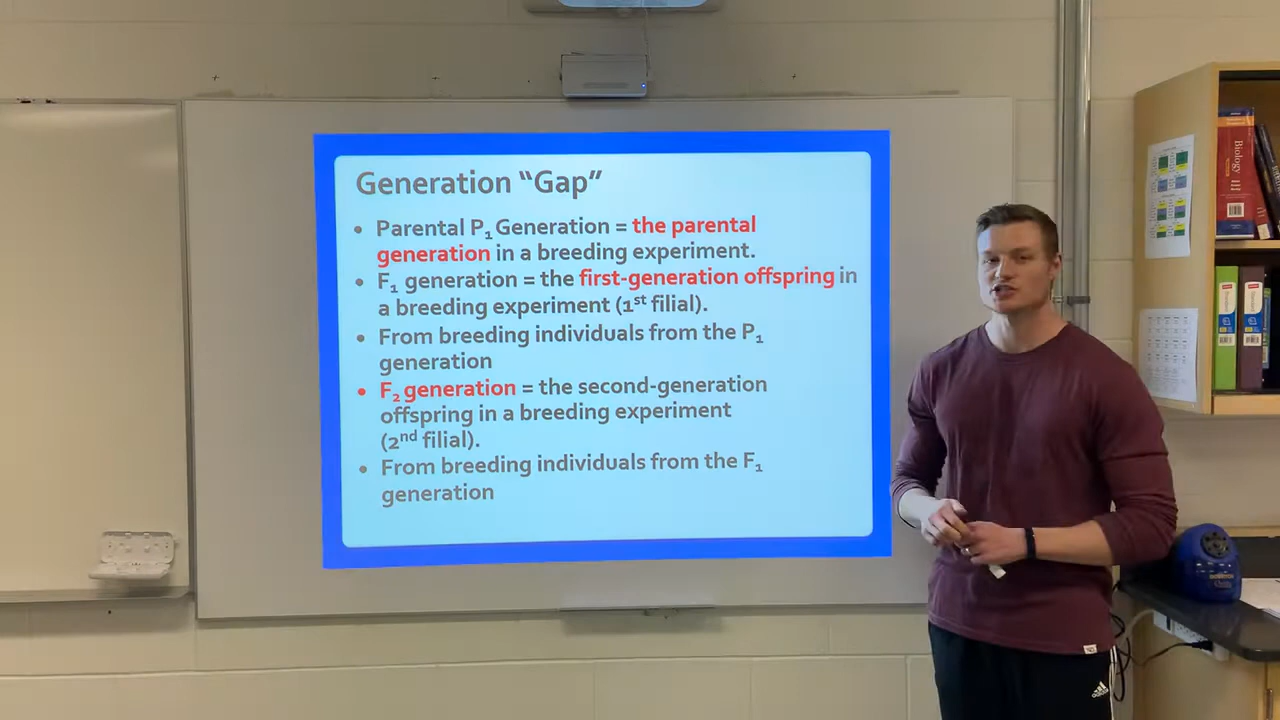 Generation “Gap”
• Parental P₁ Generation = the parental
generation in a breeding experiment.
• F₁ generation = the first-generation offspring in
a breeding experiment (1ˢᵗ filial).
• From breeding individuals from the P₁
generation
• F₂ generation = the second-generation
offspring in a breeding experiment
(2ⁿᵈ filial).
• From breeding individuals from the F₁
generation
Biology
III
adidas